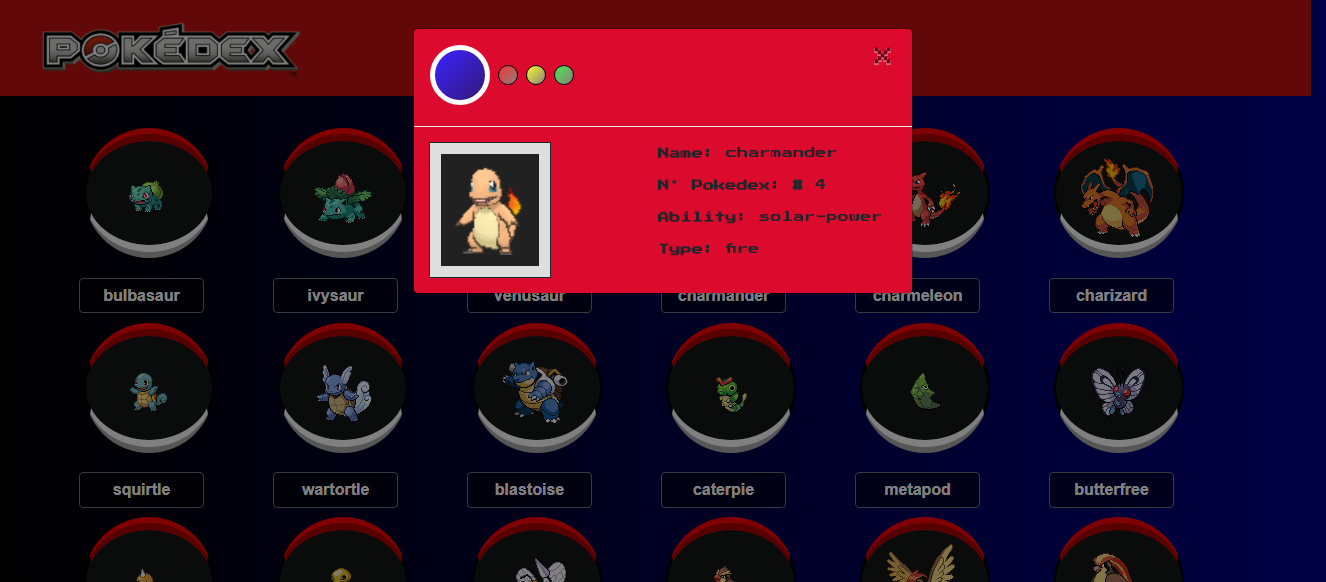 POKÉDEX
Name: charmander
N° Pokedex: # 4
Ability: solar-power
Type: fire
bulbasaur
ivysaur
venusaur
charmander
charmeleon
charizard
squirtle
wartortle
blastoise
caterpie
metapod
butterfree